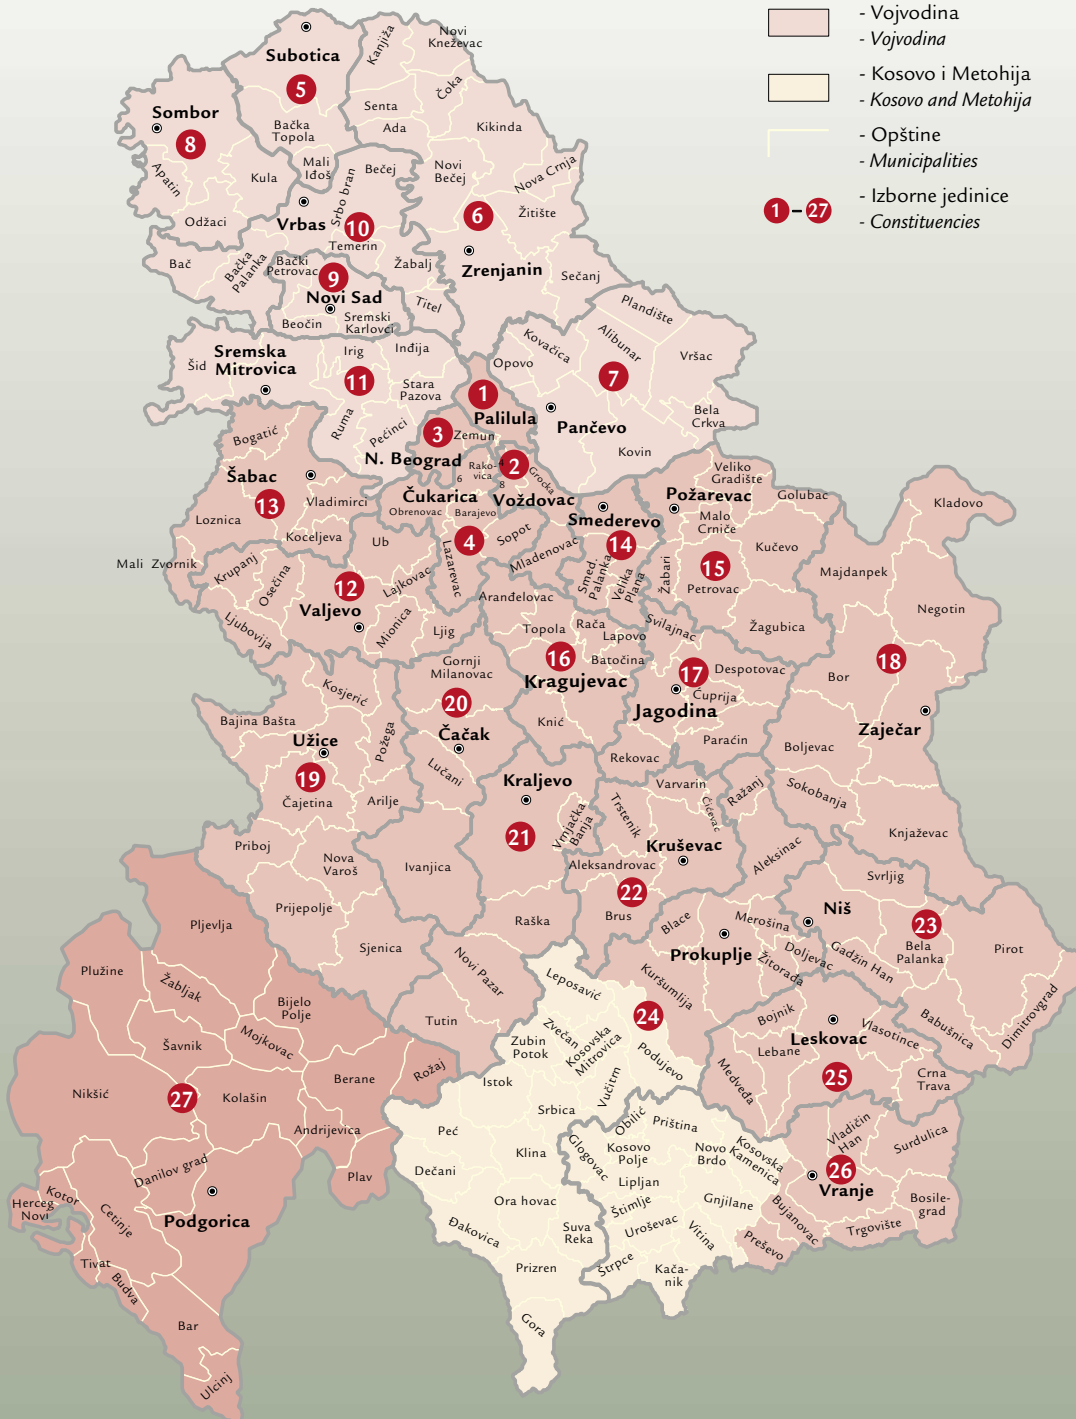 - Vojvodina
- Vojvodina
- Kosovo i Metohija
- Kosovo and Metohija
- Opštine
- Municipalities
1 - 27
- Izborne jedinice
- Constituencies
Subotica
5
Bačka
Topola
Mali
Iđoš
Kanjiža
Novi
Kneževac
Čoka
Senta
Ada
Kikinda
Novi
Bečej
Nova Crnja
Žitište
6
Zrenjanin
Sečanj
Sombor
8
Apatin
Kula
Odžaci
Vrbas
Srbo bran
Bečej
10
Temerin
Žabalj
Titel
Bač
Bačka
Palanka
Bački
Petrovac
9
Novi Sad
Beočin
Sremski
Karlovci
Plandište
Alibunar
Vršac
Kovačica
Opovo
7
Pančevo
Bela
Crkva
Kovin
Šid
Sremska
Mitrovica
Irig
Inđija
11
Stara
Pazova
Ruma
Pećinci
1
Palilula
3
Zemun
N. Beograd
Rako-
vica
6
8
2
Grocka
Čukarica
Voždovac
Obrenovac
Barajevo
4
Sopot
Mladenovac
Lazarevac
Bogatić
Šabac
13
Vladimirci
Loznica
Koceljeva
Mali Zvornik
Krupanj
Osečina
Ljubovija
Ub
12
Valjevo
Lajkovac
Mionica
Ljig
Smederevo
14
Smed.
Palanka
Velika
Plana
Veliko
Gradište
Požarevac
Golubac
Malo
Crniče
Kučevo
15
Žabari
Petrovac
Žagubica
Kladovo
Majdanpek
Negotin
18
Bor
Zaječar
Boljevac
Sokobanja
Knjaževac
Aranđelovac
Topola
Rača
Lapovo
16
Batočina
Kragujevac
Knić
Svilajnac
17
Despotovac
Ćuprija
Jagodina
Paraćin
Rekovac
Gornji
Milanovac
20
Čačak
Lučani
Ivanjica
Kosjerić
Bajina Bašta
Užice
Požega
19
Čajetina
Arilje
Priboj
Nova
Varoš
Prijepolje
Sjenica
Kraljevo
21
Vrnjačka
Banja
Raška
Novi Pazar
Tutin
Varvarin
Ćićevac
Trstenik
Kruševac
Aleksandrovac
22
Brus
Ražanj
Aleksinac
Svrljig
Niš
23
Bela
Palanka
Pirot
Merošina
Doljevac
Gadžin Han
Babušnica
Dimitrovgrad
Blace
Prokuplje
Žitorađa
Kuršumlija
Bojnik
Leskovac
Vlasotince
Lebane
25
Medveđa
Crna
Trava
Vladičin
Han
Surdulica
26
Vranje
Bosile-
grad
Bujanovac
Trgovište
Preševo
Leposavić
24
Zvečan
Zubin
Potok
Kosovska
Mitrovica
Podujevo
Vučitrn
Istok
Srbica
Peć
Klina
Dečani
Ora hovac
Đakovica
Suva
Reka
Prizren
Gora
Obilić
Priština
Glogovac
Kosovo
Polje
Novo
Brdo
Kosovska
Kamenica
Lipljan
Štimlje
Gnjilane
Uroševac
Vitina
Štrpce
Kača-
nik
Pljevlja
Plužine
Žabljak
Bijelo
Polje
Mojkovac
Šavnik
Berane
Rožaj
Nikšić
27
Kolašin
Andrijevica
Plav
Danilov grad
Podgorica
Herceg
Novi
Kotor
Cetinje
Tivat
Budva
Bar
Ulcinj